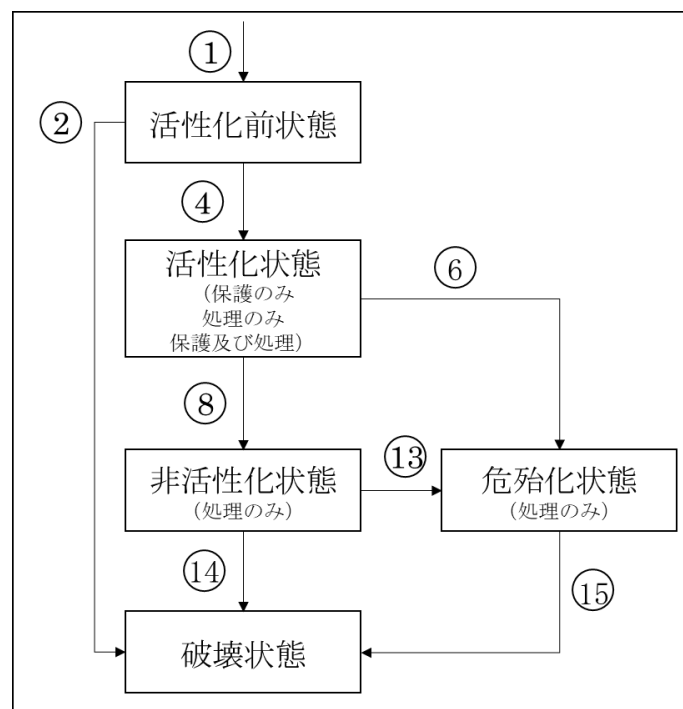 ①
活性化前状態
②
④
活性化状態
（保護のみ
処理のみ
保護及び処理）
⑥
⑧
非活性化状態
（処理のみ）
⑬
危殆化状態
（処理のみ）
⑭
⑮
破壊状態